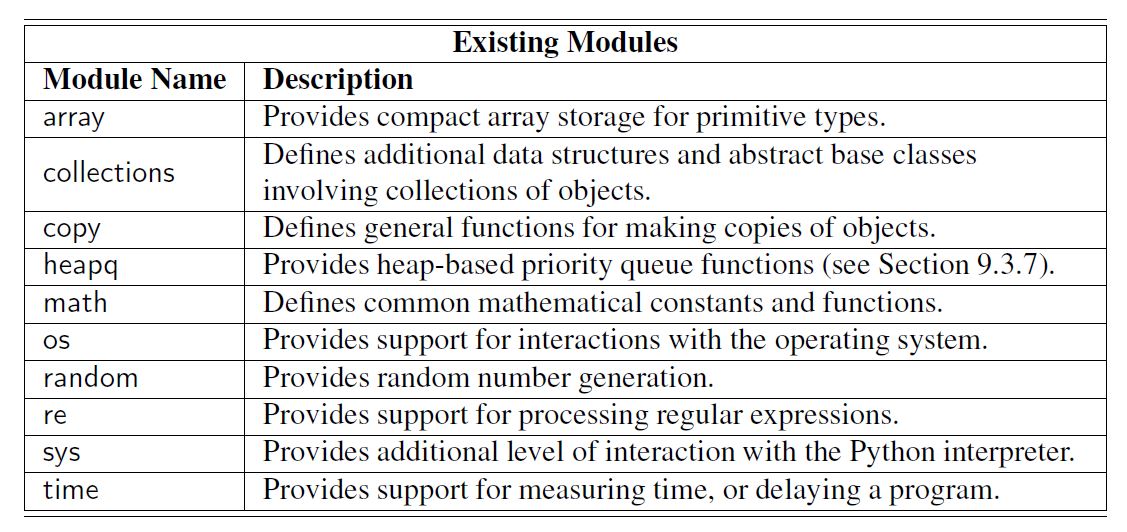 Existing Modules
Module Name Description
array Provides compact array storage for primitive types.
collections Defines additional data structures and abstract base classes
involving collections of objects.
copy Defines general functions for making copies of objects.
heapq Provides heap-based priority queue functions (see Section 9.3.7).
math Defines common mathematical constants and functions.
os Provides support for interactions with the operating system.
random Provides random number generation.
re Provides support for processing regular expressions.
sys Provides additional level of interaction with the Python interpreter.
time Provides support for measuring time, or delaying a program.